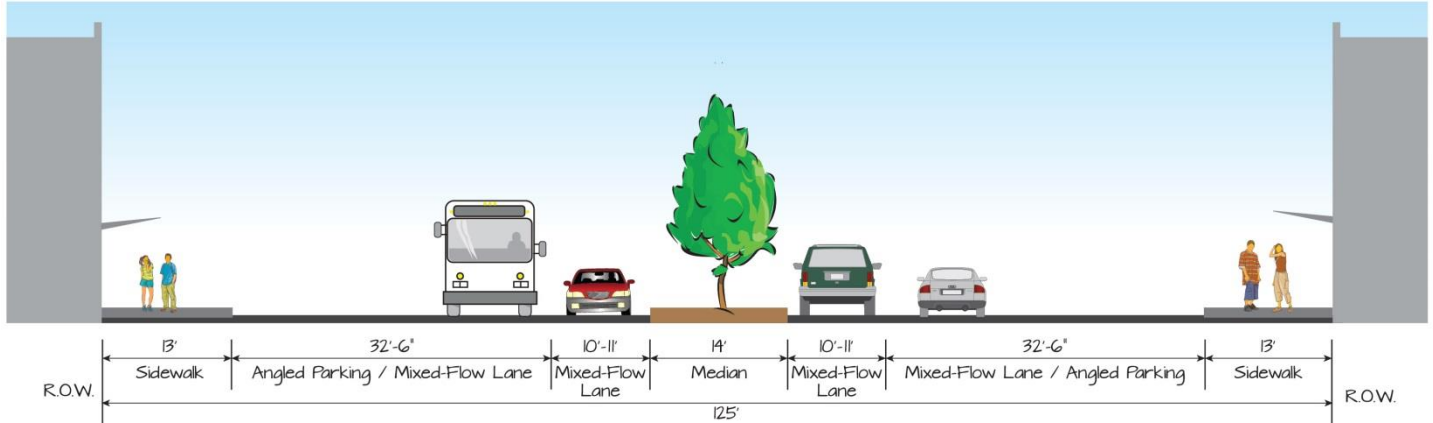 13'
32'-6"
10'-11'
14'
10'-11'
32'-6"
13'
Sidewalk
Angled Parking / Mixed-Flow Lane
Mixed-Flow
Lane
Median
Mixed-Flow
Lane
Mixed-Flow Lane / Angled Parking
Sidewalk
R.O.W.
R.O.W.
125'